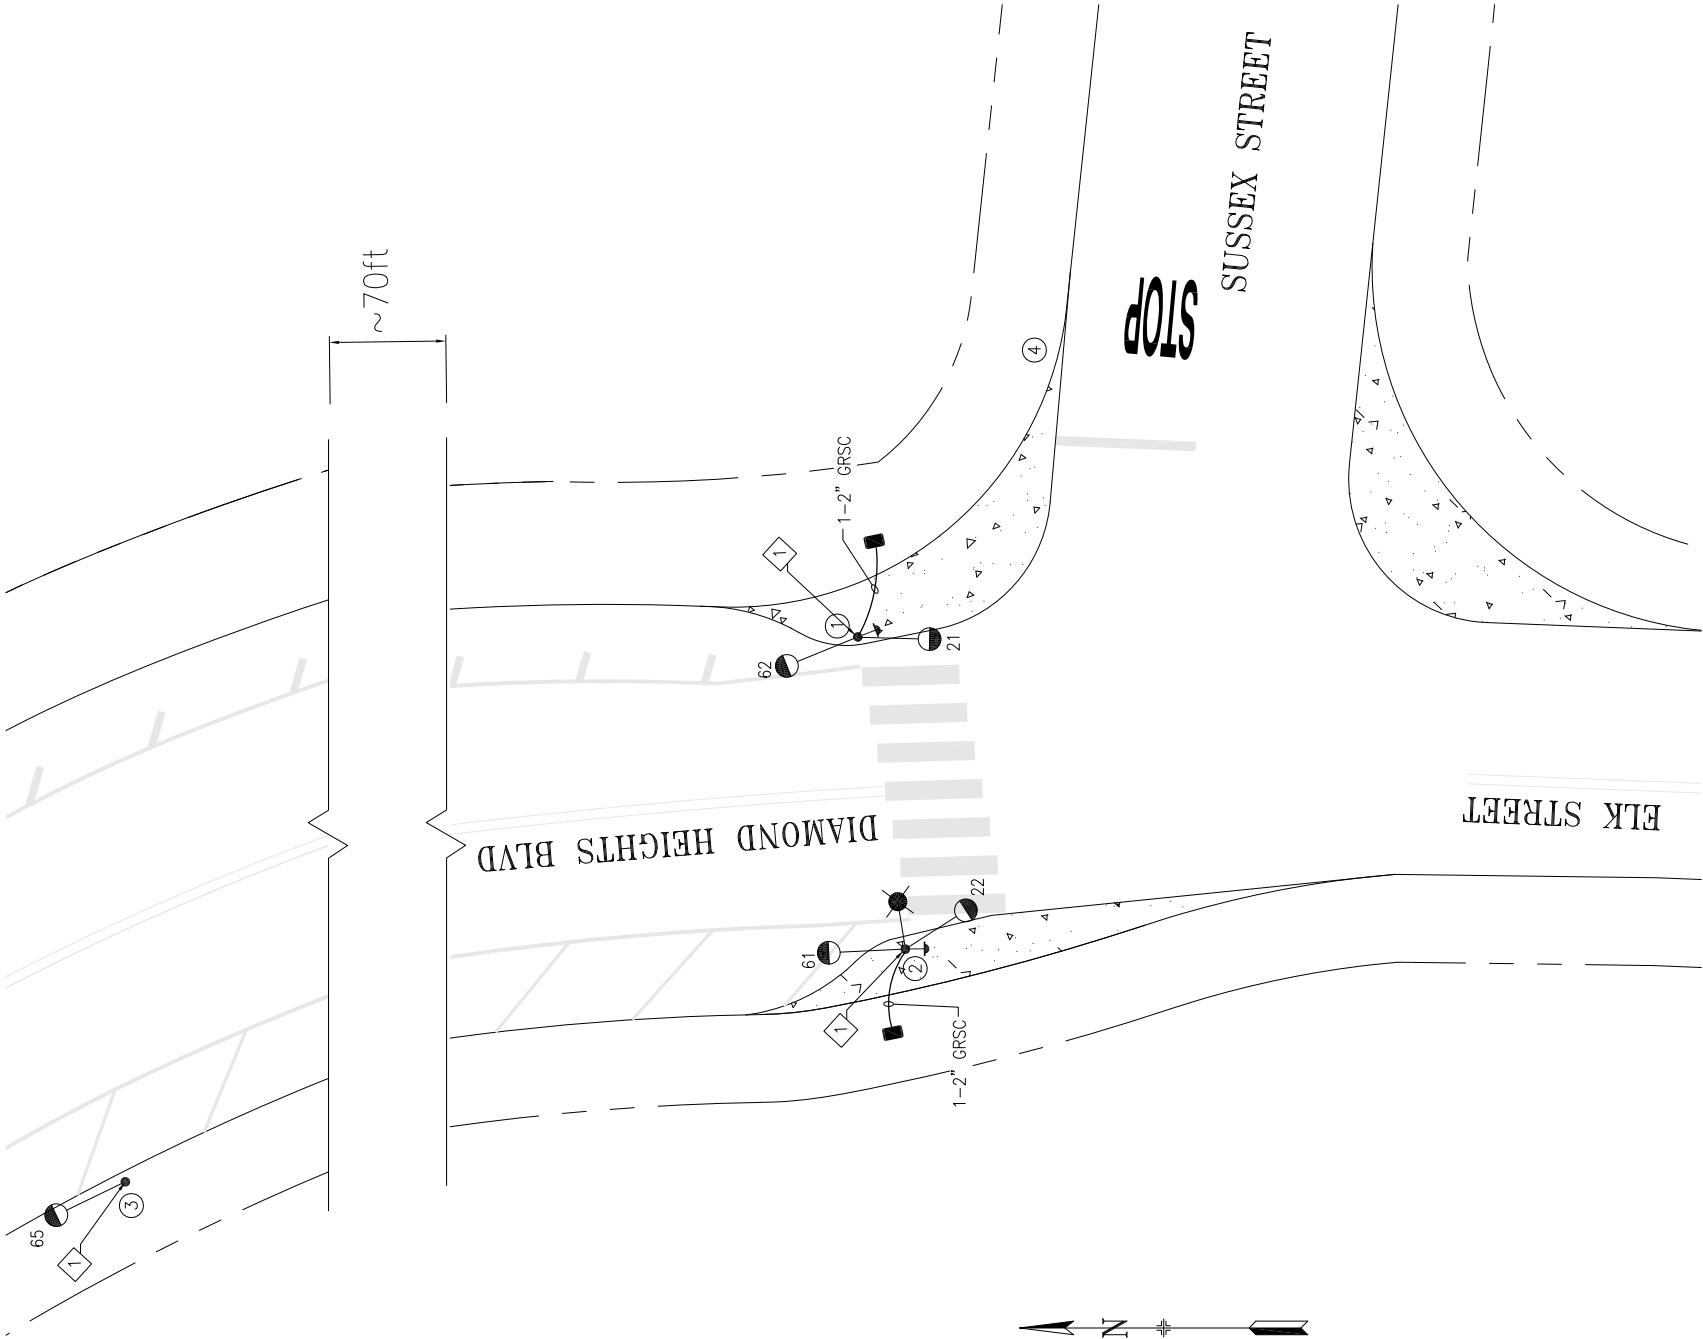 SUSSEX STREET
~70ft
STOP
4
1-2" GRSC
1
1
62
21
DIAMOND HEIGHTS BLVD
ELK STREET
22
61
2
1
1-2" GRSC
3
65
1
N